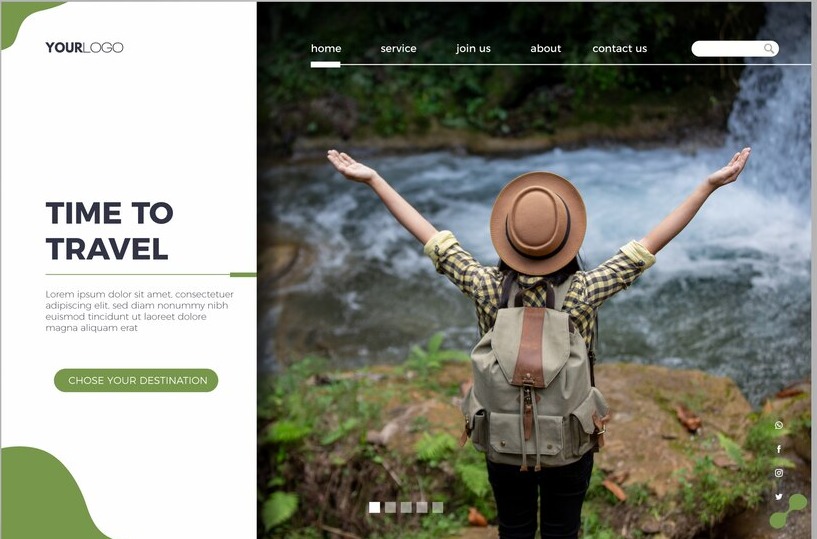 YOURLOGO
home service join us about contact us
TIME TO
TRAVEL
Lorem ipsum dolor sit amet, consectetuer
adipiscing elit, sed diam nonummy nibh
euismod tincidunt ut laoreet dolore
magna aliquam erat
CHOSE YOUR DESTINATION